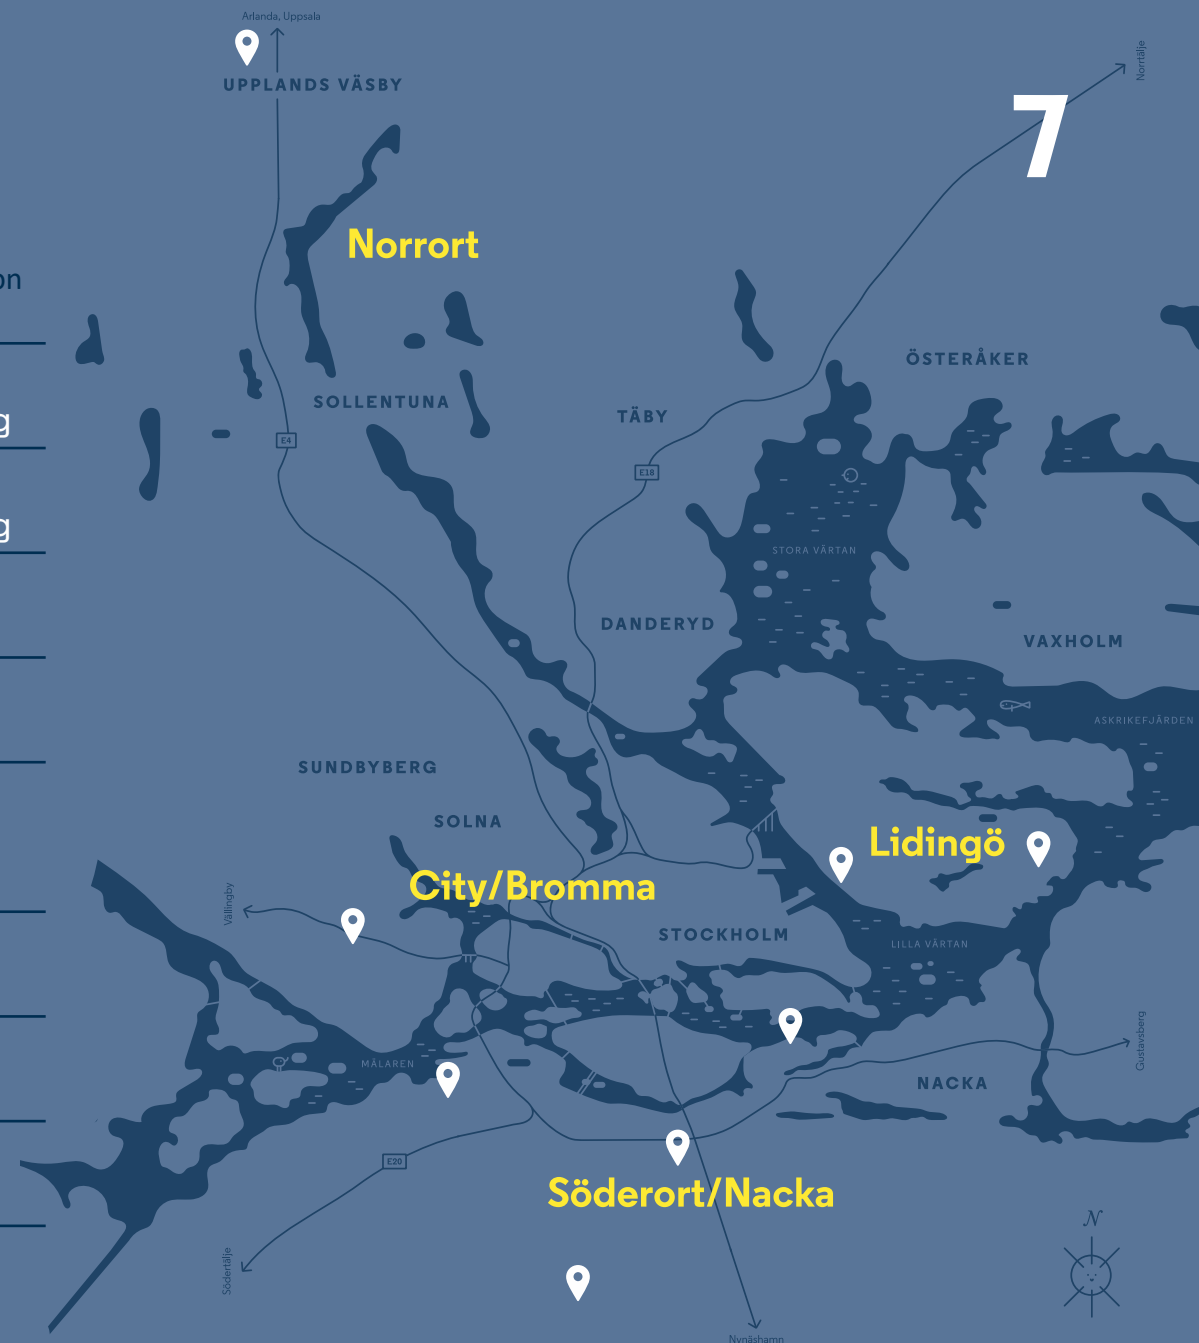 Arlanda, Uppsala
UPPLANDS VÄSBY
Norrtälje
7
Norrort
on
ÖSTERÅKER
SOLLENTUNA
TÄBY
g
E4
E18
g
STORA VÄRTAN
DANDERYD
VAXHOLM
ASKRIKEFJÄRDEN
SUNDBYBERG
SOLNA
Lidingö
City/Bromma
Vällingby
STOCKHOLM
LILLA VÄRTAN
Gustavsberg
MÄLAREN
NACKA
E20
Söderort/Nacka
N
Södertälje
Nynäshamn